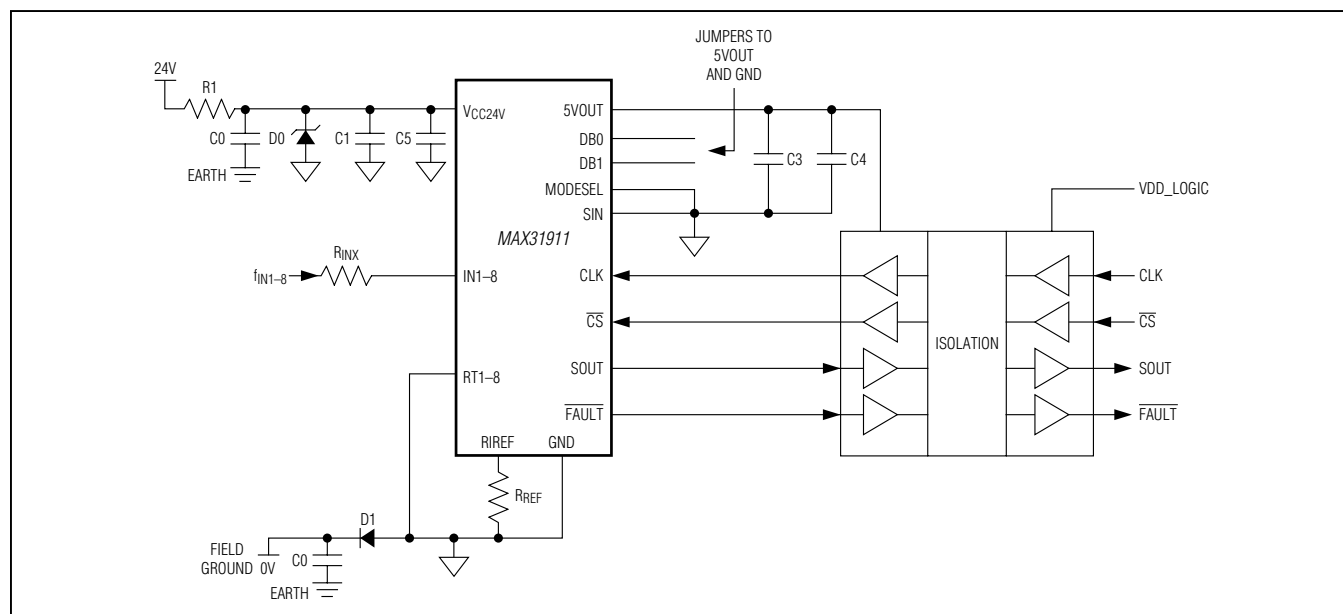 JUMPERS TO
5VOUT
AND GND
24V
R1
C0
D0
C1
C5
EARTH
VCC24V
5VOUT
DB0
DB1
MODESEL
SIN
C3
C4
VDD_LOGIC
MAX31911
RINX
fIN1–8
IN1–8
CLK
CS
SOUT
FAULT
ISOLATION
CLK
CS
SOUT
FAULT
RT1–8
RIREF
GND
RREF
D1
FIELD
GROUND 0V
C0
EARTH